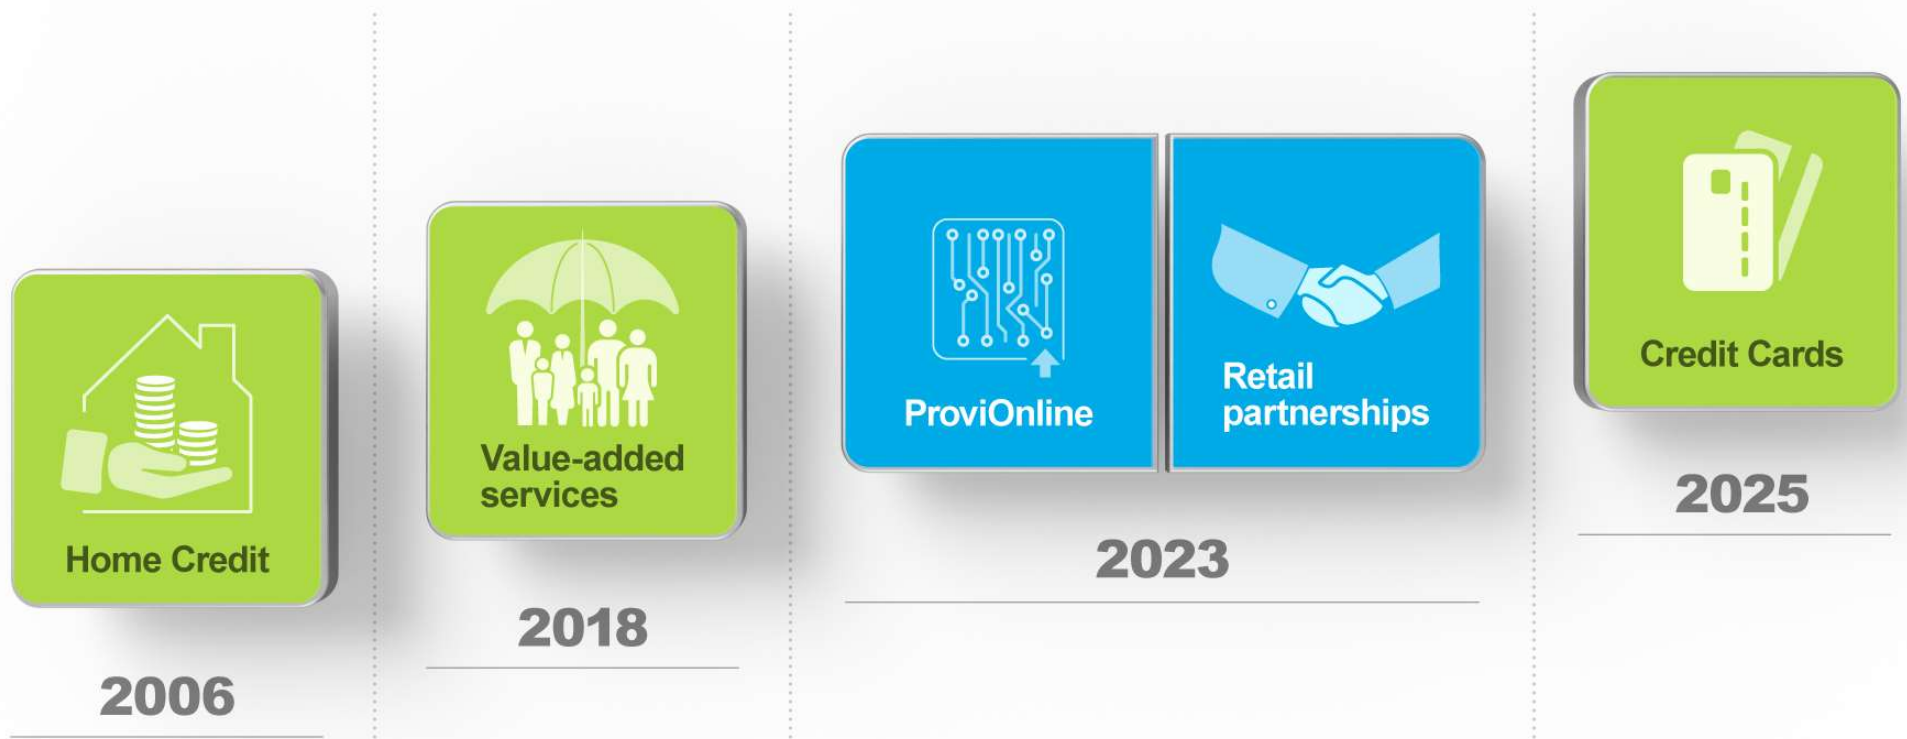 Home Credit
2006
Value-added
services
2018
ProviOnline
Retail
partnerships
2023
Credit Cards
2025